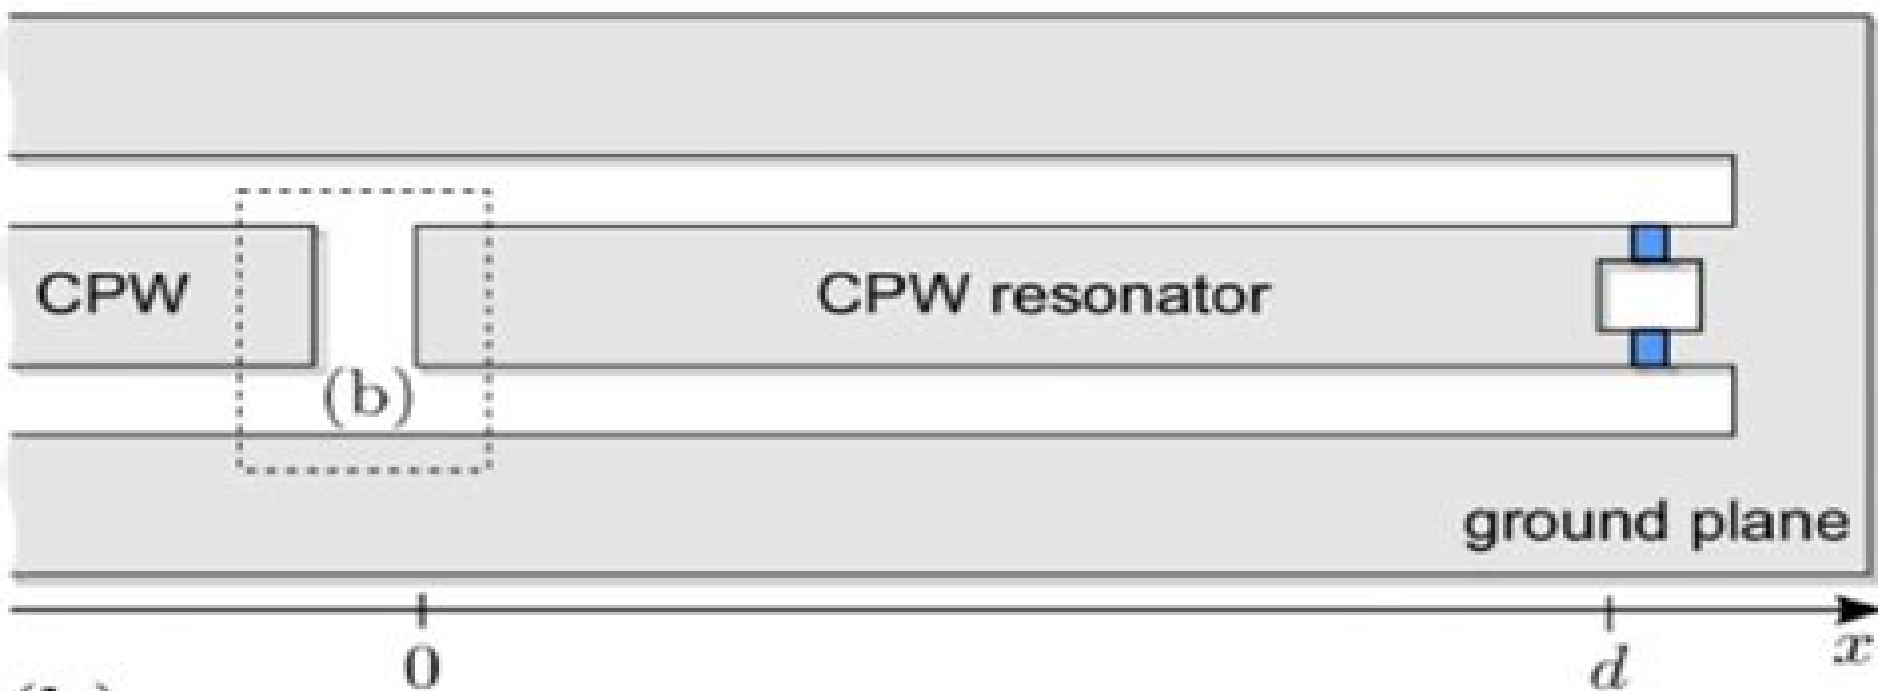 CPW
CPW resonator
(b)
ground plane
0
d
x